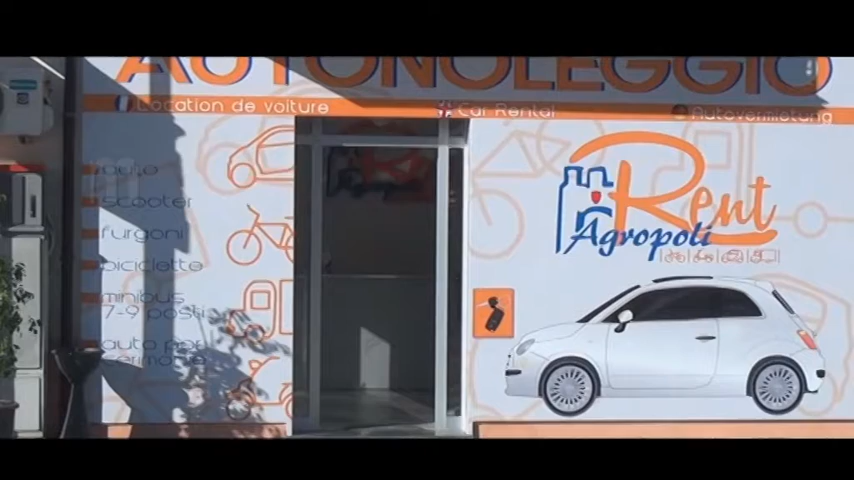 AUTONOLEGGIO
Location de voiture
Car Rental
Autovermietung
auto
scooter
furgoni
biciclette
minibus
7-9 posti
auto per
cerimonie
Rent
Agropoli